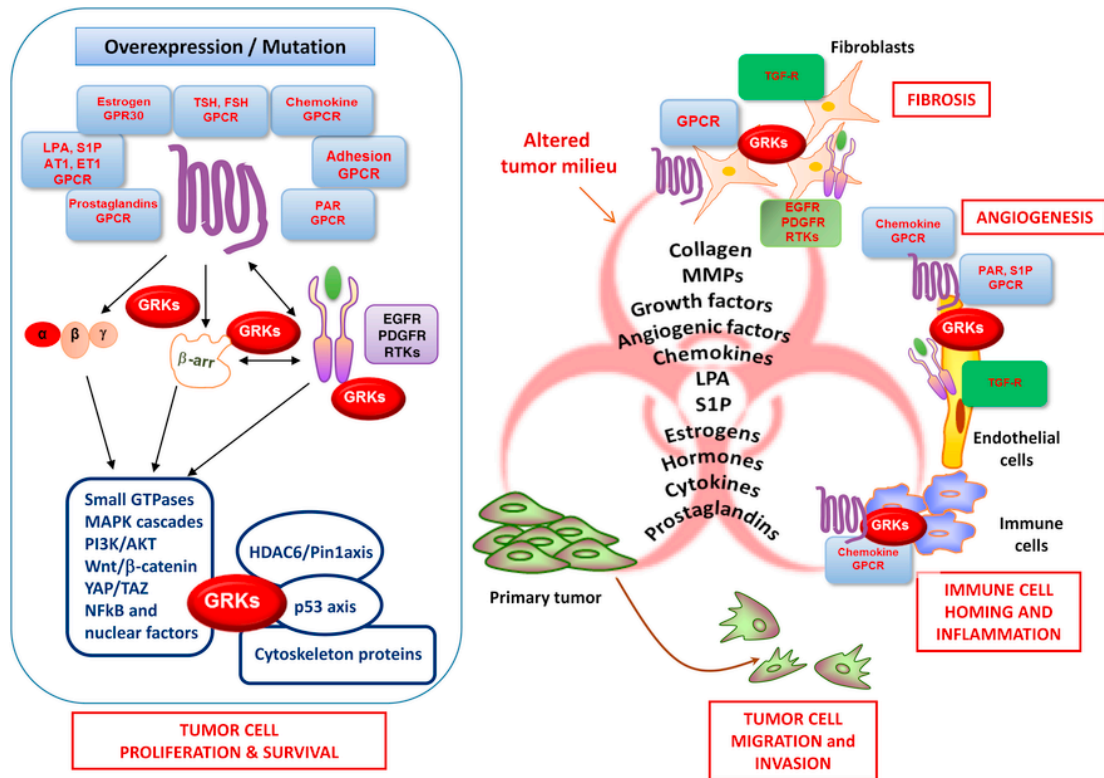 Overexpression / Mutation
Estrogen
GPR30
TSH, FSH
GPCR
Chemokine
GPCR
LPA, S1P
AT1, ET1
GPCR
Adhesion
GPCR
Prostaglandins
GPCR
PAR
GPCR
GRKs
α
β
γ
β-arr
GRKs
EGFR
PDGFR
RTKs
GRKs
Small GTPases
MAPK cascades
PI3K/AKT
Wnt/β-catenin
YAP/TAZ
NFkB and
nuclear factors
HDAC6/Pin1axis
GRKs
p53 axis
Cytoskeleton proteins
TUMOR CELL
PROLIFERATION & SURVIVAL
Fibroblasts
TGF-R
FIBROSIS
GPCR
GRKs
Altered
tumor milieu
EGFR
PDGFR
RTKs
ANGIOGENESIS
Chemokine
GPCR
PAR, S1P
GPCR
GRKs
TGF-R
Endothelial
cells
Collagen
MMPs
Growth factors
Angiogenic factors
Chemokines
LPA
S1P
Estrogens
Hormones
Cytokines
Prostaglandins
GRKs
Chemokine
GPCR
Immune
cells
IMMUNE CELL
HOMING AND
INFLAMMATION
Primary tumor
TUMOR CELL
MIGRATION and
INVASION